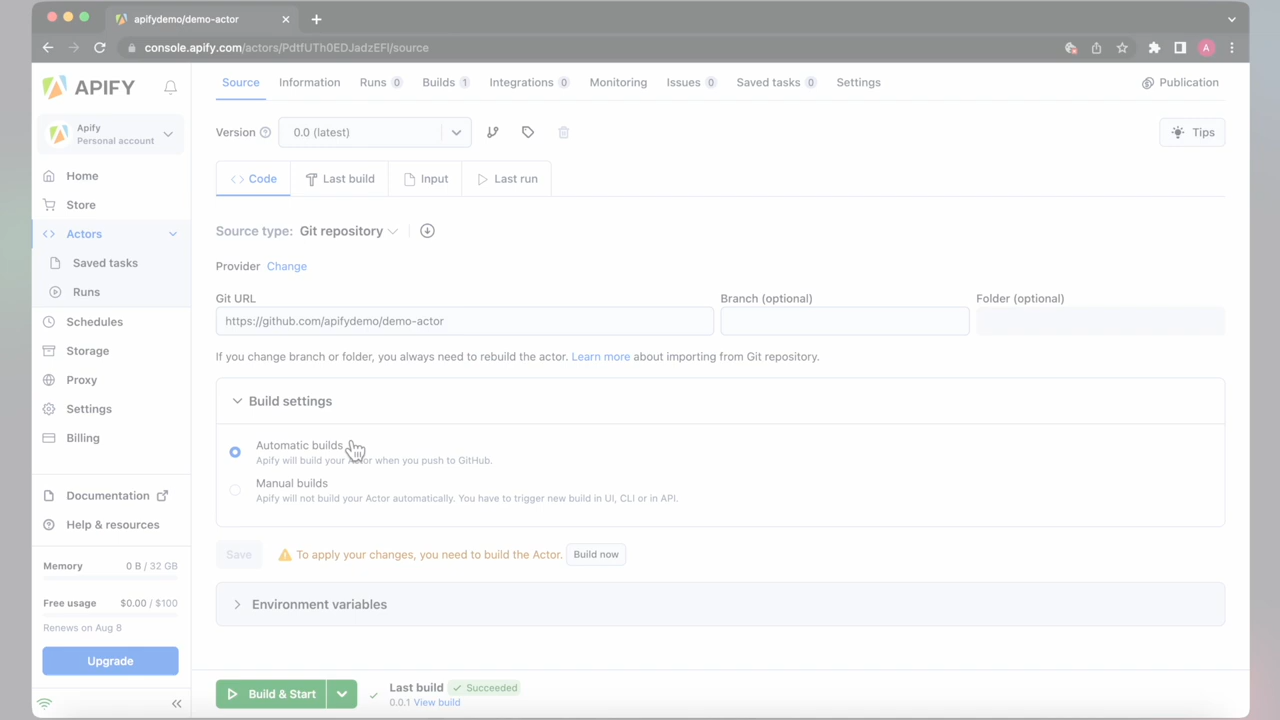 apifydemo/demo-actor
console.apify.com/actors/PdtfUTh0EDJadzEFI/source
A
APIFY
Apify
Personal account
Home
Store
Actors
Saved tasks
Runs
Schedules
Storage
Proxy
Settings
Billing
Documentation
Help & resources
Memory 0 B / 32 GB
Free usage $0.00 / $100
Renews on Aug 8
Upgrade
Source Information Runs 0 Builds 1 Integrations 0 Monitoring Issues 0 Saved tasks 0 Settings Publication
Version 0.0 (latest) Tips
Code Last build Input Last run
Source type: Git repository
Provider Change
Git URL Branch (optional) Folder (optional)
https://github.com/apifydemo/demo-actor
If you change branch or folder, you always need to rebuild the actor. Learn more about importing from Git repository.
Build settings
Automatic builds
Apify will build your Actor when you push to GitHub.
Manual builds
Apify will not build your Actor automatically. You have to trigger new build in UI, CLI or in API.
Save To apply your changes, you need to build the Actor. Build now
Environment variables
Build & Start Last build Succeeded
0.0.1 View build